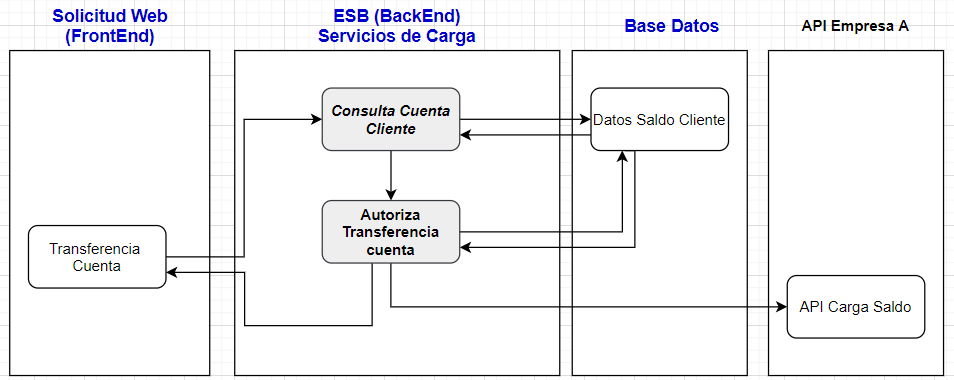 Solicitud Web
(FrontEnd)
ESB (BackEnd)
Servicios de Carga
Base Datos
API Empresa A
Consulta Cuenta
Cliente
Datos Saldo Cliente
Autoriza
Transferencia
cuenta
Transferencia
Cuenta
API Carga Saldo